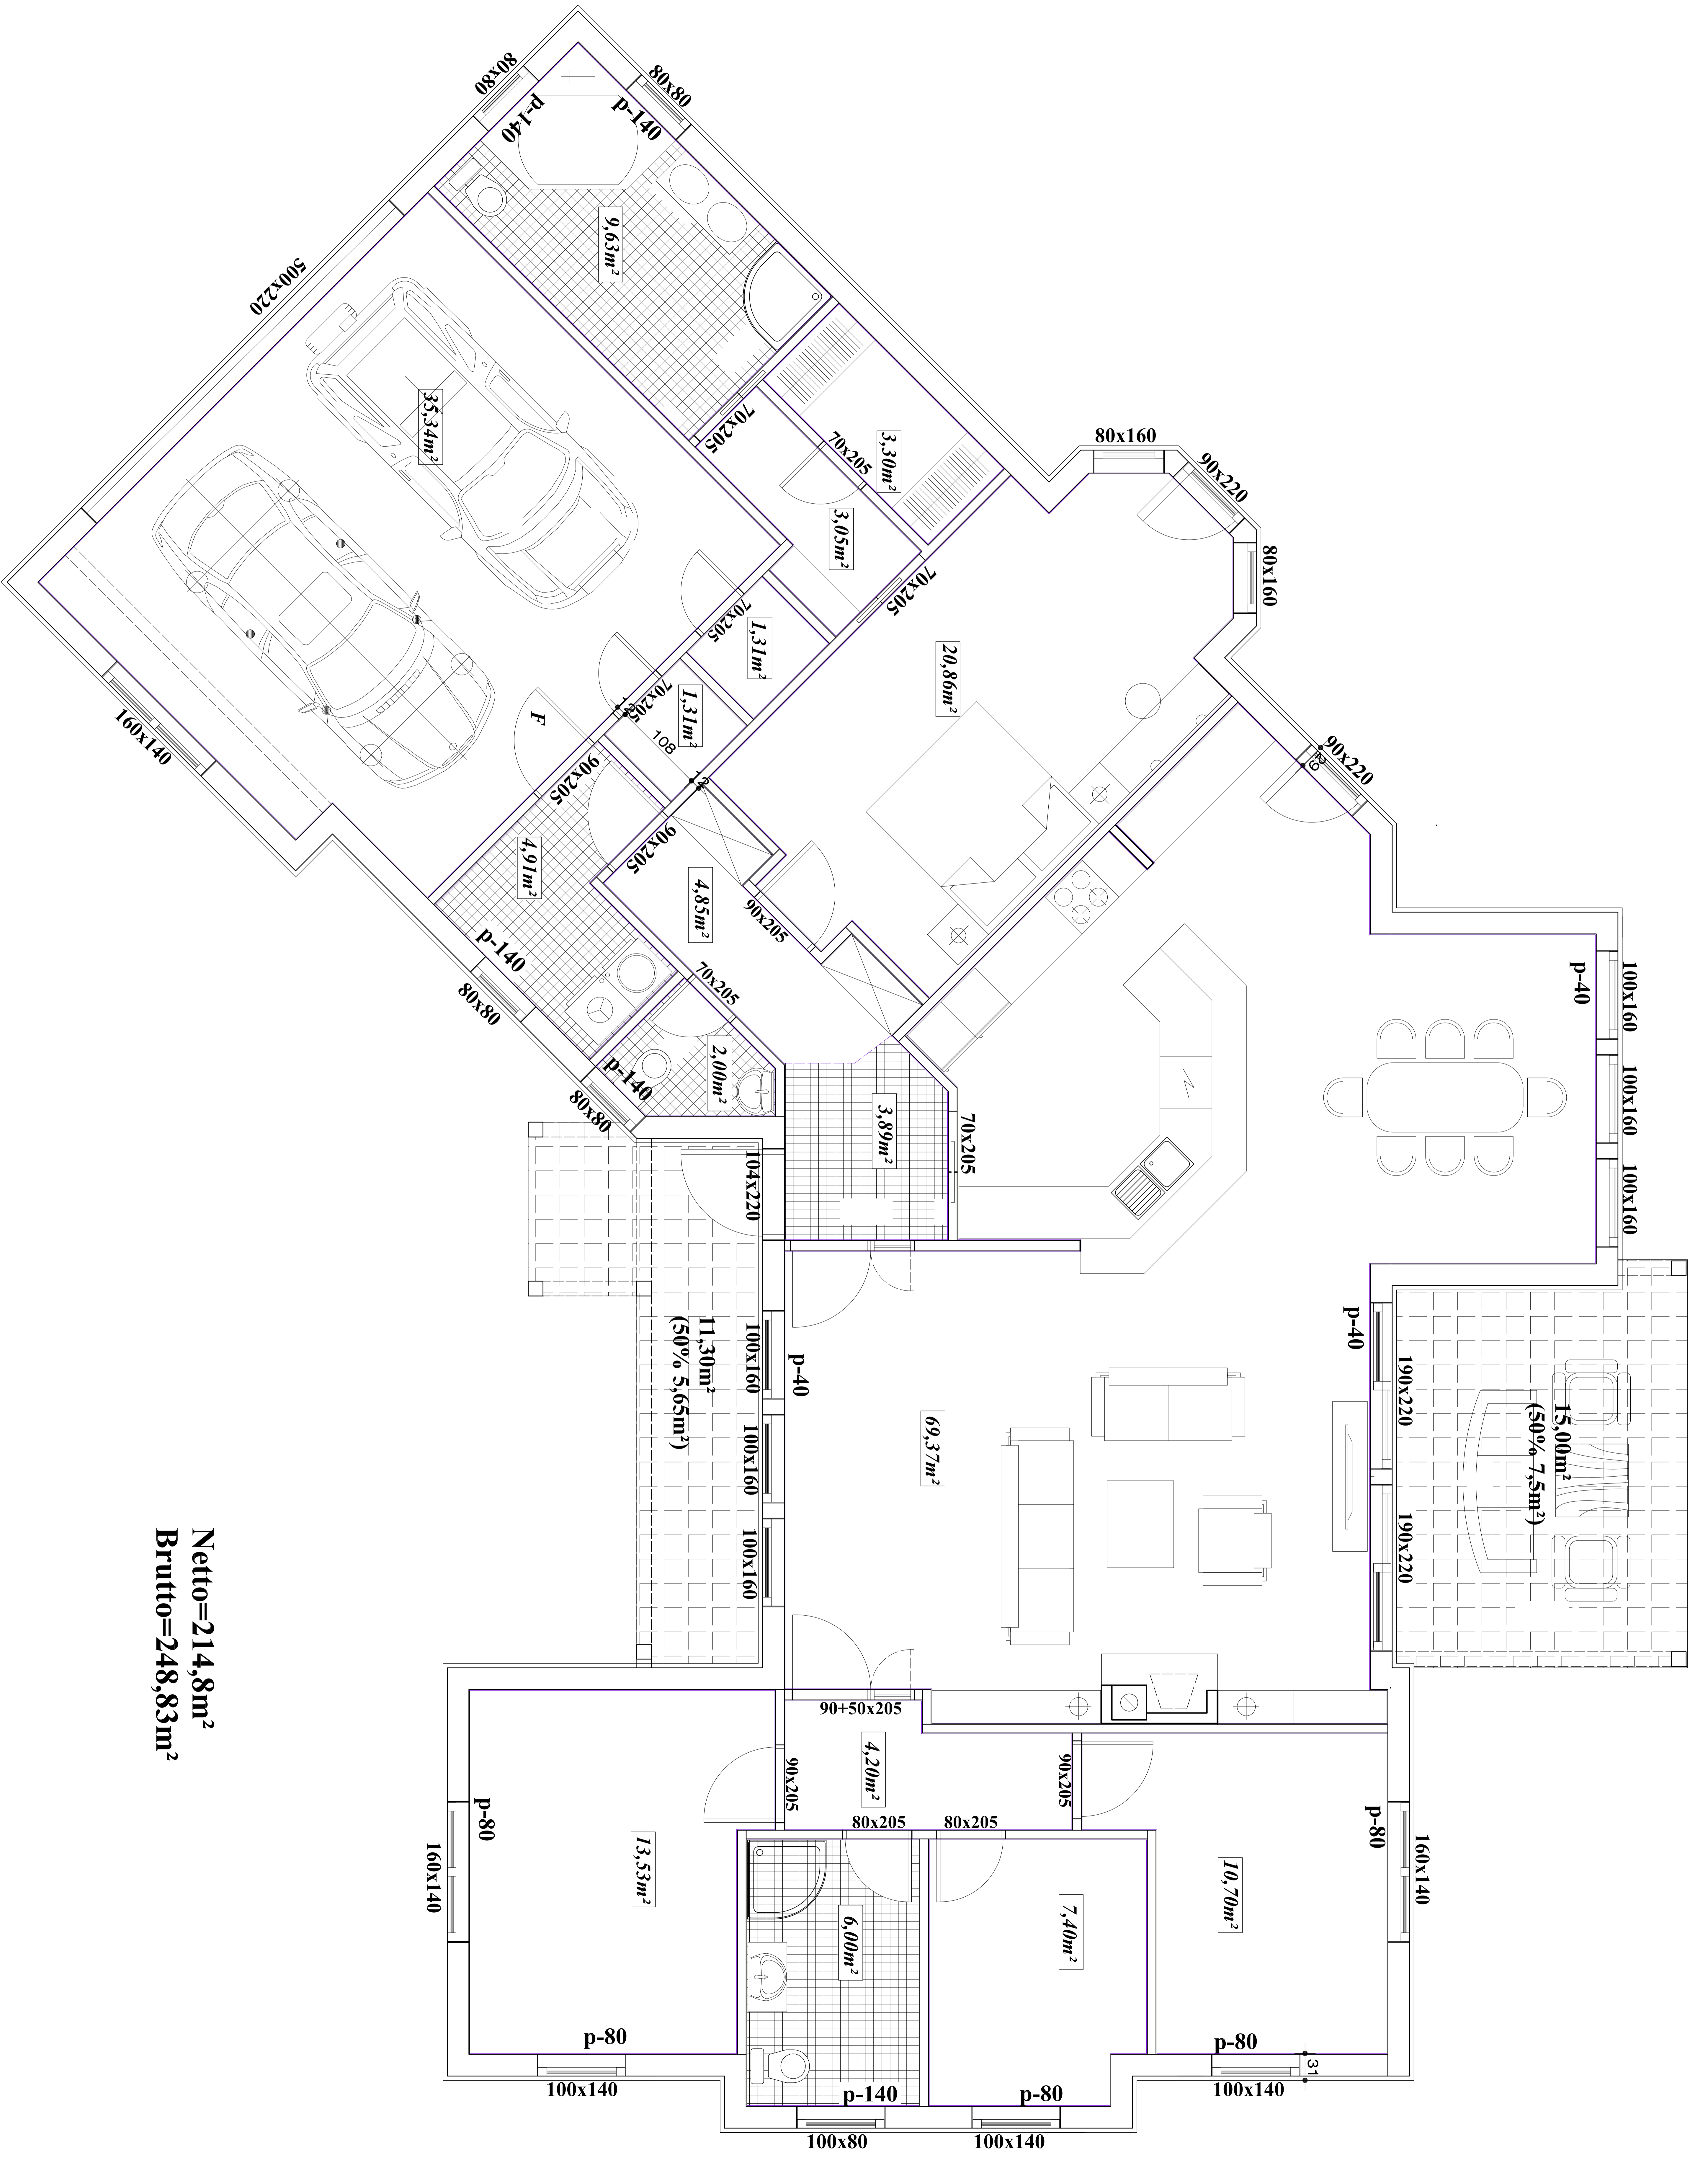 80x80
80x80
p-140
p-140
9,63m²
500x220
35,34m²
70x205
70x205
3,30m²
3,05m²
80x160
90x220
80x160
70x205
70x205
1,31m²
70x205
1,31m²
12
108
12
F
90x205
90x205
20,86m²
90x220
29
160x140
4,91m²
4,85m²
90x205
p-140
80x80
70x205
2,00m²
p-140
80x80
3,89m²
70x205
104x220
p-40
100x160
100x160
100x160
11,30m²
(50% 5,65m²)
100x160
100x160
100x160
p-40
69,37m²
p-40
190x220
190x220
15,00m²
(50% 7,5m²)
Netto=214,8m²
Brutto=248,83m²
90+50x205
4,20m²
90x205
90x205
80x205
80x205
p-80
160x140
13,53m²
6,00m²
7,40m²
10,70m²
p-80
160x140
p-80
100x140
p-140
100x80
p-80
100x140
p-80
100x140
31